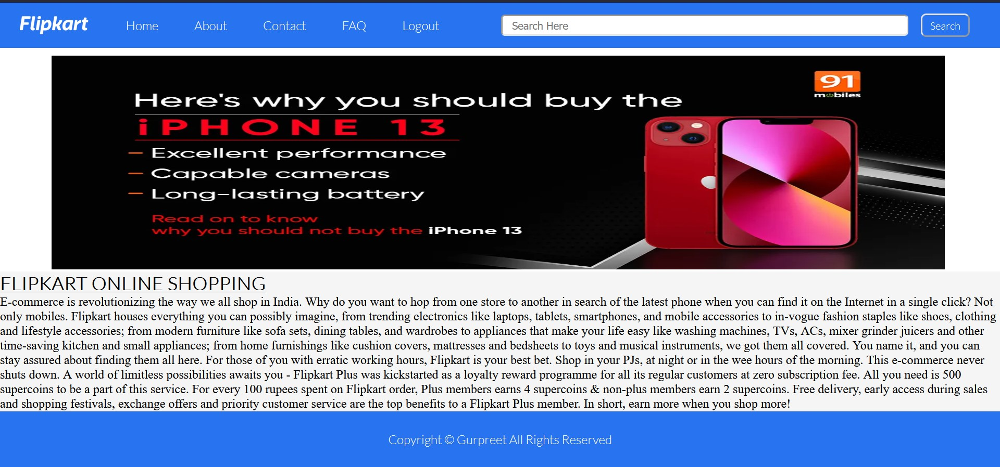 Flipkart Home About Contact FAQ Logout Search Here Search
91
mobiles
Here's why you should buy the
iPHONE 13
– Excellent performance
– Capable cameras
– Long-lasting battery
Read on to know
why you should not buy the iPhone 13
FLIPKART ONLINE SHOPPING
E-commerce is revolutionizing the way we all shop in India. Why do you want to hop from one store to another in search of the latest phone when you can find it on the Internet in a single click? Not
only mobiles. Flipkart houses everything you can possibly imagine, from trending electronics like laptops, tablets, smartphones, and mobile accessories to in-vogue fashion staples like shoes, clothing
and lifestyle accessories; from modern furniture like sofa sets, dining tables, and wardrobes to appliances that make your life easy like washing machines, TVs, ACs, mixer grinder juicers and other
time-saving kitchen and small appliances; from home furnishings like cushion covers, mattresses and bedsheets to toys and musical instruments, we got them all covered. You name it, and you can
stay assured about finding them all here. For those of you with erratic working hours, Flipkart is your best bet. Shop in your PJs, at night or in the wee hours of the morning. This e-commerce never
shuts down. A world of limitless possibilities awaits you - Flipkart Plus was kickstarted as a loyalty reward programme for all its regular customers at zero subscription fee. All you need is 500
supercoins to be a part of this service. For every 100 rupees spent on Flipkart order, Plus members earns 4 supercoins & non-plus members earn 2 supercoins. Free delivery, early access during sales
and shopping festivals, exchange offers and priority customer service are the top benefits to a Flipkart Plus member. In short, earn more when you shop more!
Copyright © Gurpreet All Rights Reserved